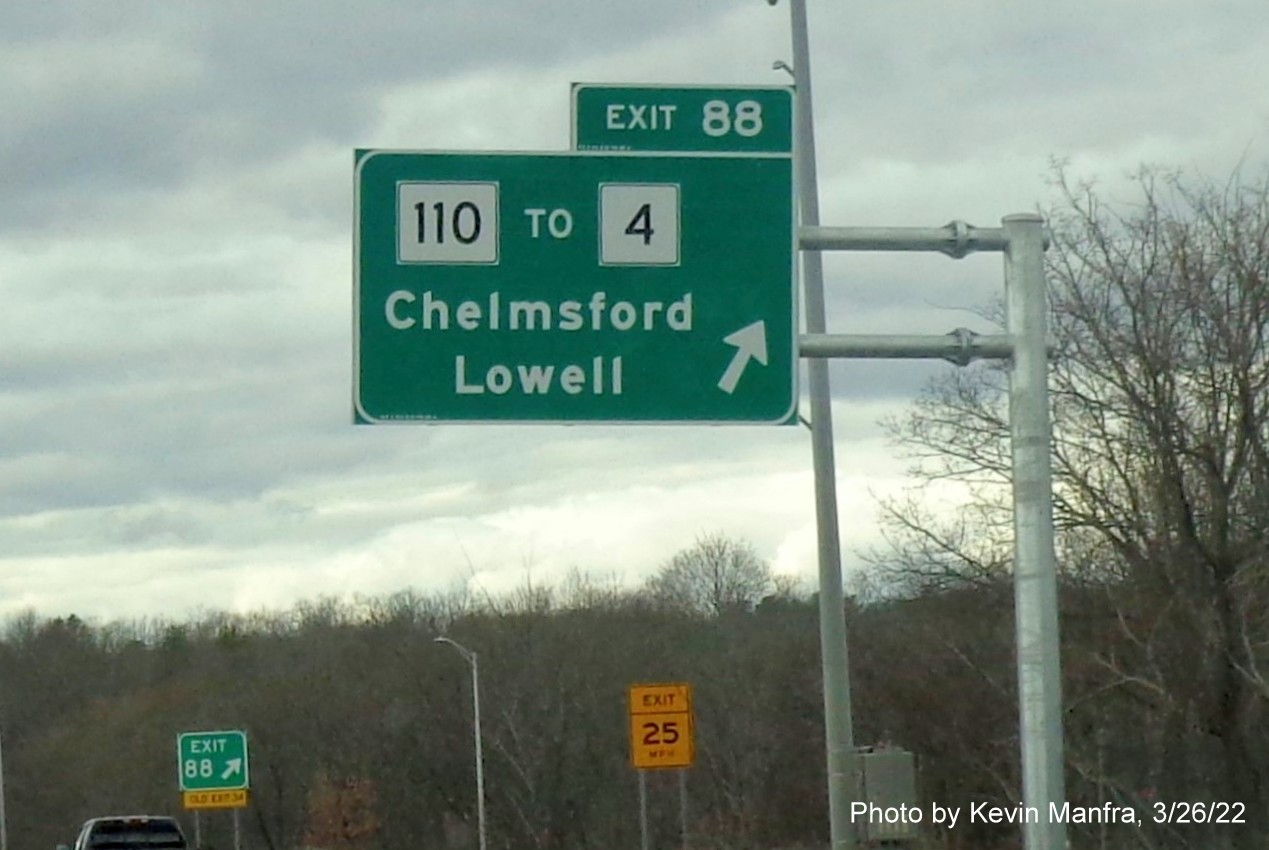 EXIT 88
110 TO 4
Chelmsford
Lowell
EXIT
88
OLD EXIT 34
EXIT
25
MPH
Photo by Kevin Manfra, 3/26/22